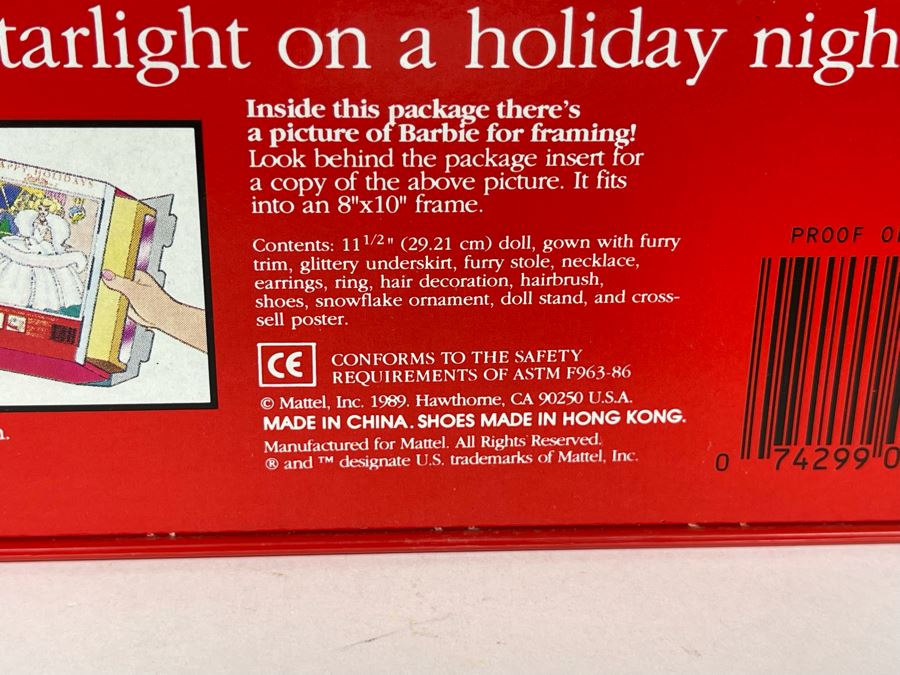 tarlight on a holiday nigh
Inside this package there's
a picture of Barbie for framing!
Look behind the package insert for
a copy of the above picture. It fits
into an 8"x10" frame.
APPY HOLIDAYS
Contents: 11 1/2" (29.21 cm) doll, gown with furry
trim, glittery underskirt, furry stole, necklace,
earrings, ring, hair decoration, hairbrush,
shoes, snowflake ornament, doll stand, and cross-
sell poster.
CE
CONFORMS TO THE SAFETY
REQUIREMENTS OF ASTM F963-86
© Mattel, Inc. 1989. Hawthorne, CA 90250 U.S.A.
MADE IN CHINA. SHOES MADE IN HONG KONG.
Manufactured for Mattel. All Rights Reserved.
® and ™ designate U.S. trademarks of Mattel, Inc.
n.
PROOF O
0 74299 0